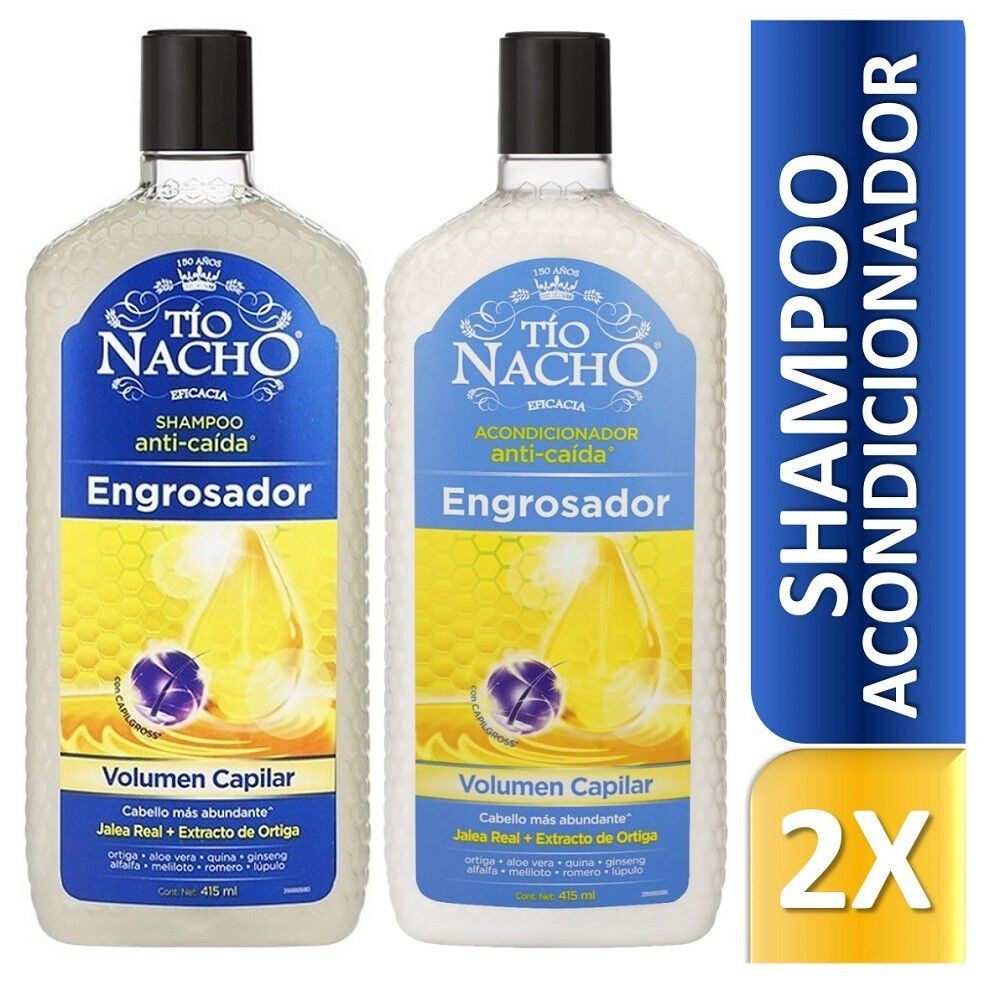 150 AÑOS
TÍO
NACHO®
EFICACIA
SHAMPOO
anti-caída°
Engrosador
con CAPILGROSS*
Volumen Capilar
Cabello más abundante^
Jalea Real + Extracto de Ortiga
ortiga • aloe vera • quina • ginseng
alfalfa • meliloto • romero • lúpulo
Cont. Net. 415 ml
150 AÑOS
TÍO
NACHO®
EFICACIA
ACONDICIONADOR
anti-caída°
Engrosador
con CAPILGROSS*
Volumen Capilar
Cabello más abundante^
Jalea Real + Extracto de Ortiga
ortiga • aloe vera • quina • ginseng
alfalfa • meliloto • romero • lúpulo
Cont. Net. 415 ml
SHAMPOO
ACONDICIONADOR
2X